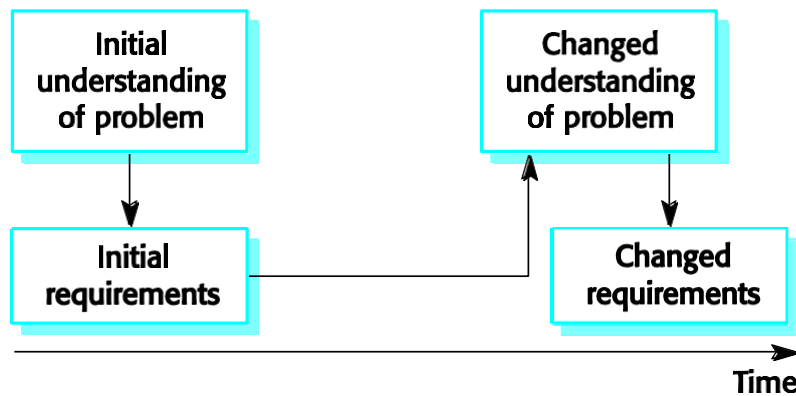 Initial
understanding
of problem
Initial
requirements
Changed
understanding
of problem
Changed
requirements
Time